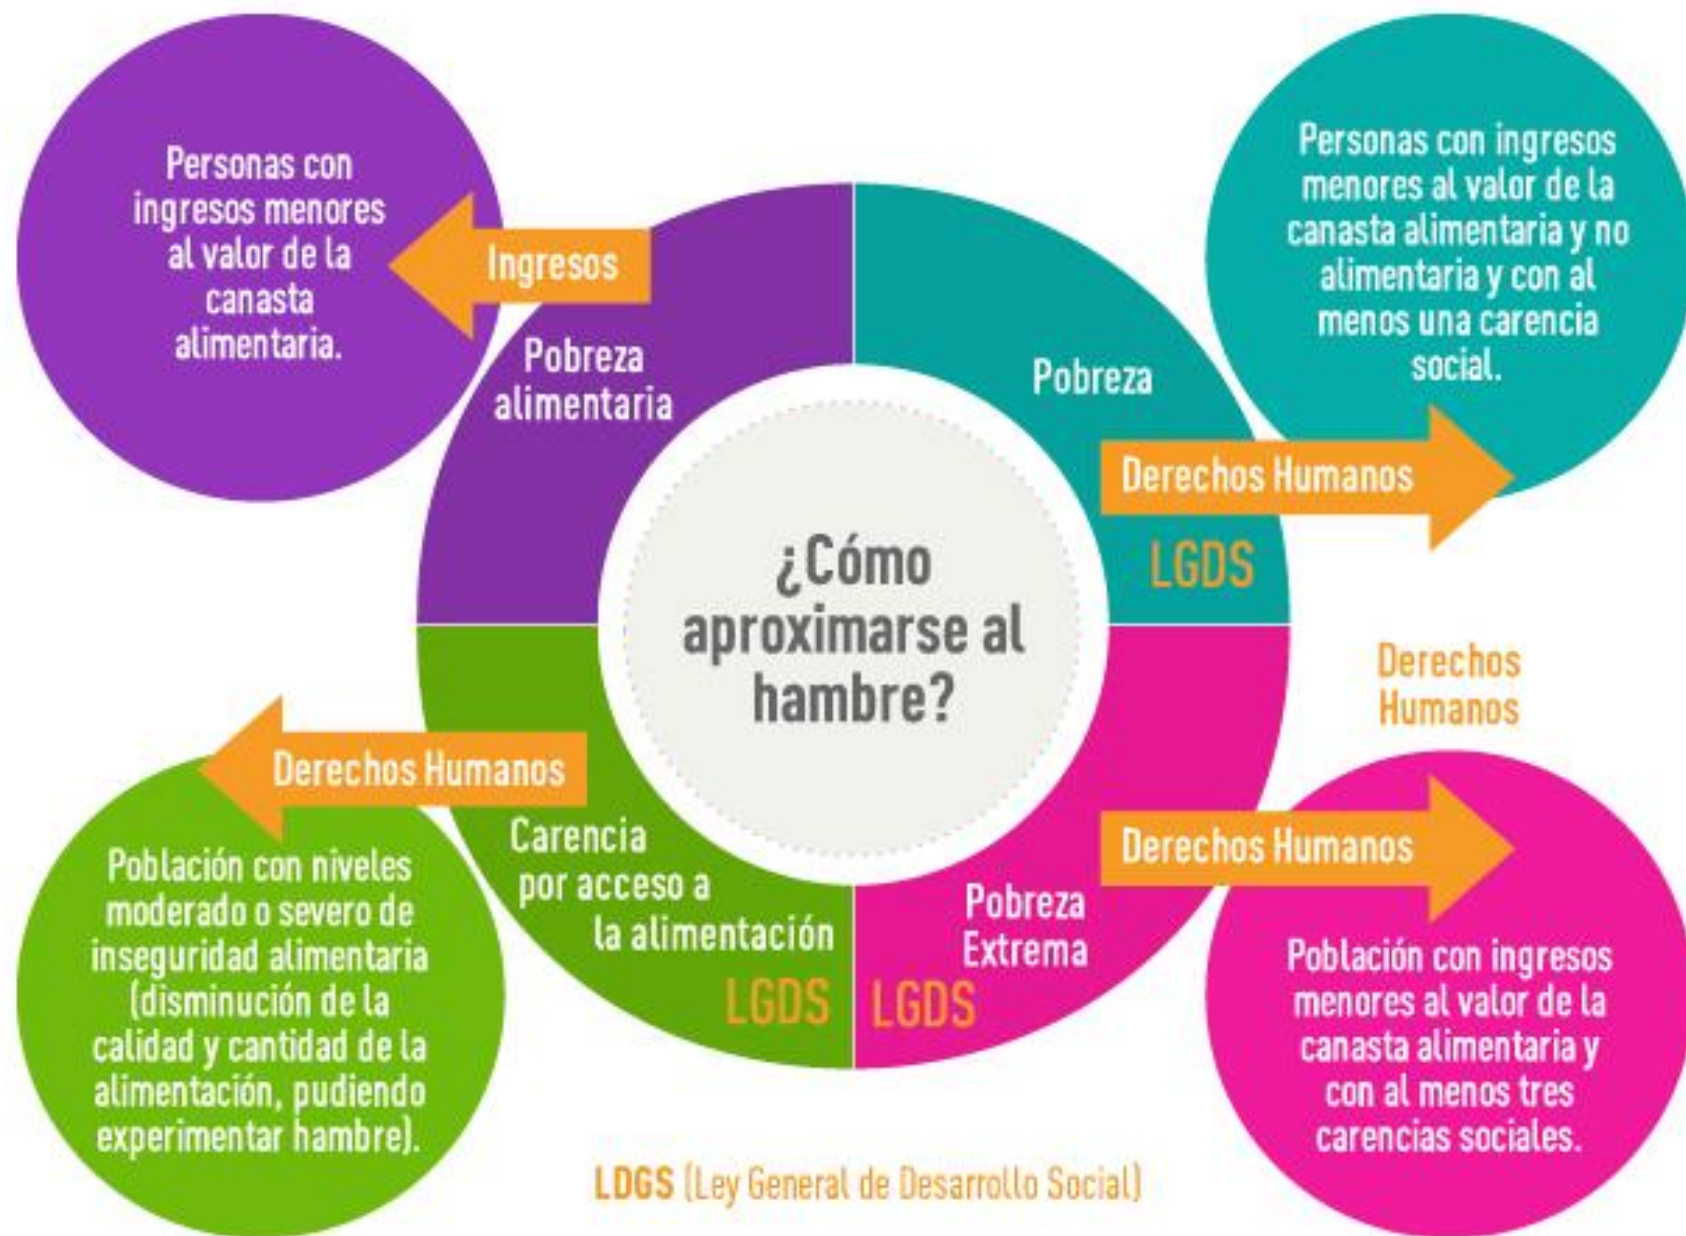 Personas con
ingresos menores
al valor de la
canasta
alimentaria.
Ingresos
Pobreza
alimentaria
Personas con ingresos
menores al valor de la
canasta alimentaria y no
alimentaria y con al
menos una carencia
social.
Pobreza
Derechos Humanos
LGDS
¿Cómo
aproximarse al
hambre?
Derechos
Humanos
Derechos Humanos
Carencia
por acceso a
la alimentación
LGDS
Población con niveles
moderado o severo de
inseguridad alimentaria
(disminución de la
calidad y cantidad de la
alimentación, pudiendo
experimentar hambre).
Derechos Humanos
Pobreza
Extrema
LGDS
Población con ingresos
menores al valor de la
canasta alimentaria y
con al menos tres
carencias sociales.
LDGS (Ley General de Desarrollo Social)